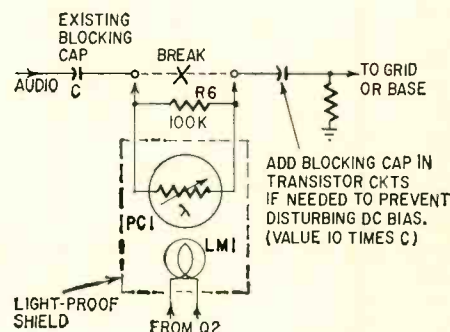 EXISTING
BLOCKING
CAP
BREAK
AUDIO
C
TO GRID
OR BASE
R6
100K
ADD BLOCKING CAP IN
TRANSISTOR CKTS
IF NEEDED TO PREVENT
DISTURBING DC BIAS.
(VALUE 10 TIMES C)
λ
PC1
LM1
LIGHT-PROOF
SHIELD
FROM Q2